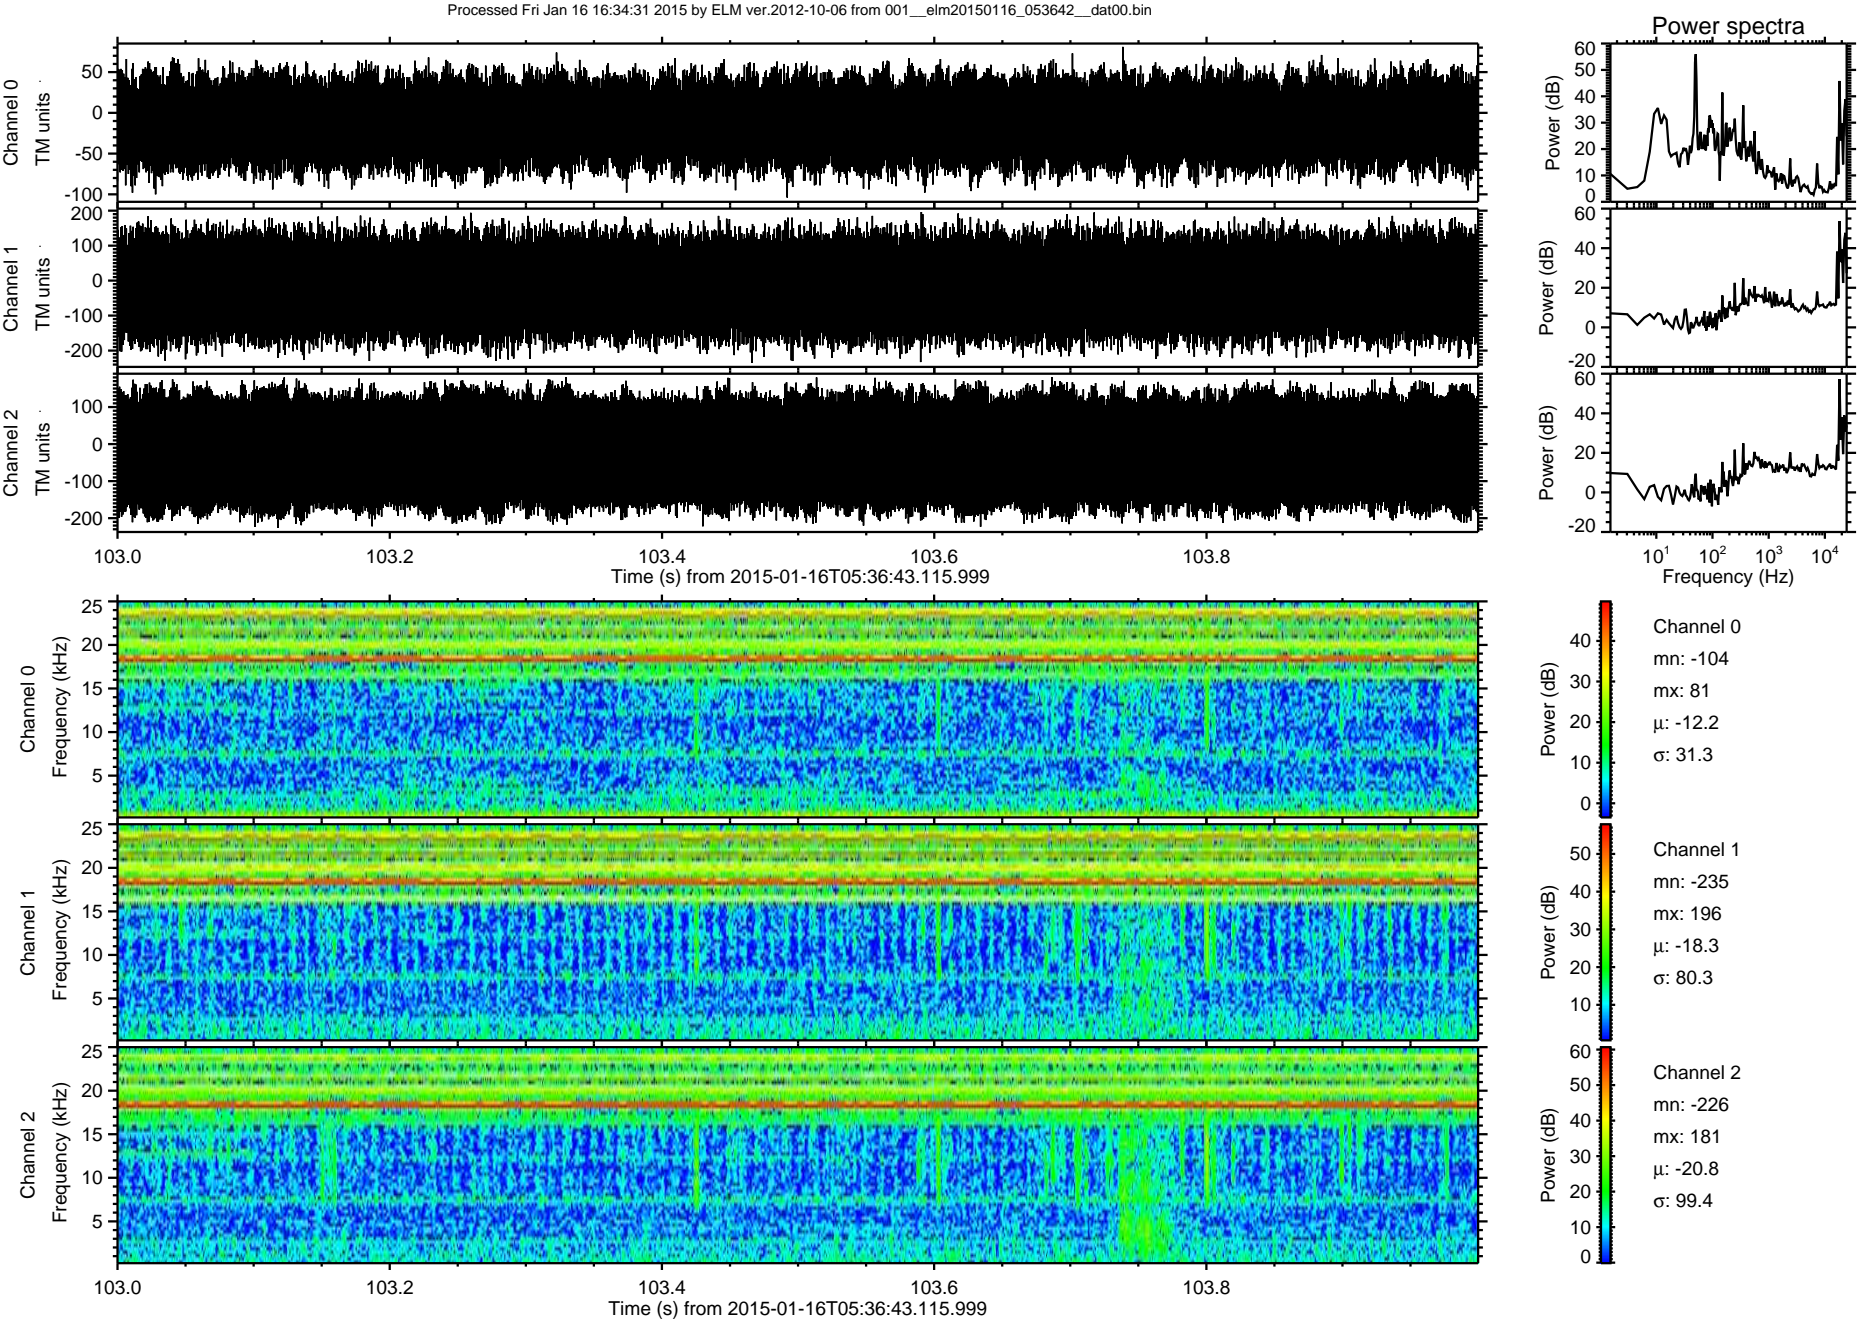 Processed Fri Jan 16 16:34:31 2015 by ELM ver.2012-10-06 from 001__elm20150116_053642__dat00.bin
Power spectra
Channel 0
TM units
50
0
-50
-100
Power (dB)
60
50
40
30
20
10
0
Channel 1
TM units
200
100
0
-100
-200
Power (dB)
60
40
20
0
-20
Channel 2
TM units
100
0
-100
-200
Power (dB)
60
40
20
0
-20
103.0 103.2 103.4 103.6 103.8
Time (s) from 2015-01-16T05:36:43.115.999
10¹ 10² 10³ 10⁴
Frequency (Hz)
Channel 0
Frequency (kHz)
25
20
15
10
5
Power (dB)
40
30
20
10
0
Channel 0
mn: -104
mx: 81
μ: -12.2
σ: 31.3
Channel 1
Frequency (kHz)
25
20
15
10
5
Power (dB)
50
40
30
20
10
Channel 1
mn: -235
mx: 196
μ: -18.3
σ: 80.3
Channel 2
Frequency (kHz)
25
20
15
10
5
Power (dB)
60
50
40
30
20
10
0
Channel 2
mn: -226
mx: 181
μ: -20.8
σ: 99.4
103.0 103.2 103.4 103.6 103.8
Time (s) from 2015-01-16T05:36:43.115.999